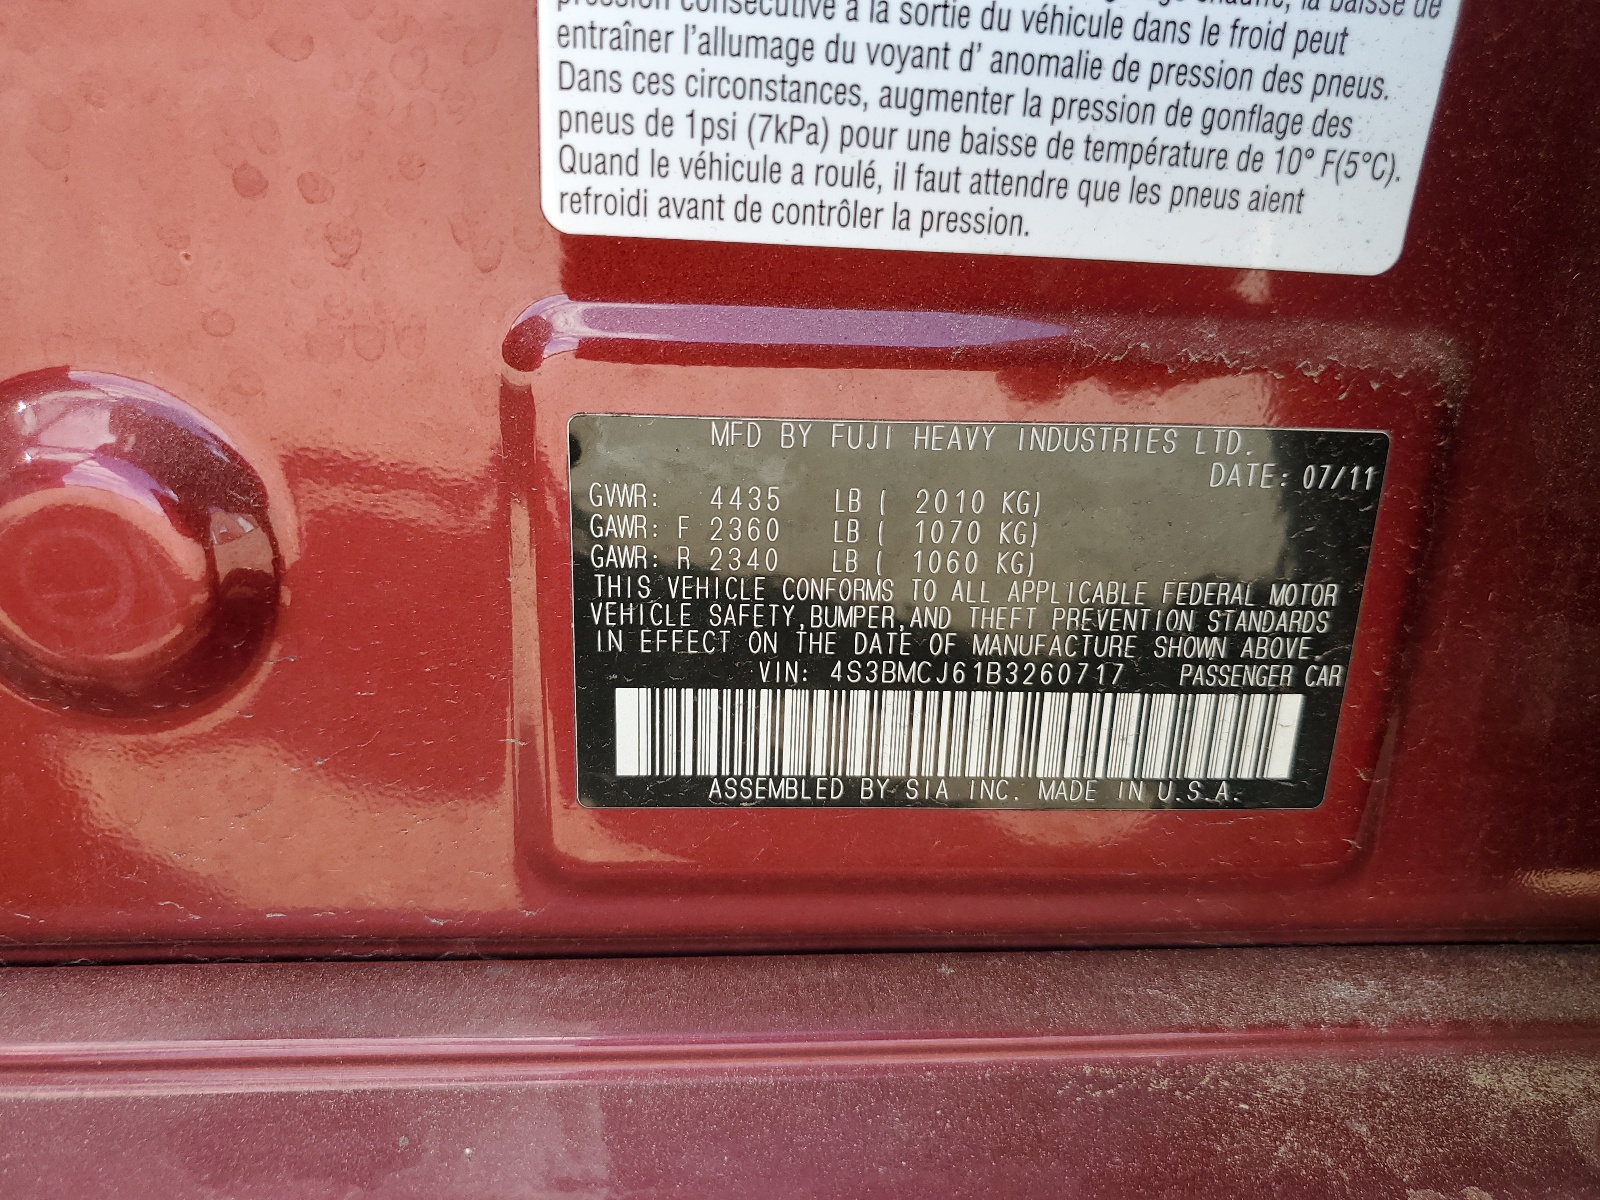 pression consécutive à la sortie du véhicule dans le froid peut
entraîner l'allumage du voyant d' anomalie de pression des pneus.
Dans ces circonstances, augmenter la pression de gonflage des
pneus de 1psi (7kPa) pour une baisse de température de 10° F(5°C).
Quand le véhicule a roulé, il faut attendre que les pneus aient
refroidi avant de contrôler la pression.
MFD BY FUJI HEAVY INDUSTRIES LTD.
DATE: 07/11
GVWR: 4435 LB ( 2010 KG)
GAWR: F 2360 LB ( 1070 KG)
GAWR: R 2340 LB ( 1060 KG)
THIS VEHICLE CONFORMS TO ALL APPLICABLE FEDERAL MOTOR
VEHICLE SAFETY,BUMPER,AND THEFT PREVENTION STANDARDS
IN EFFECT ON THE DATE OF MANUFACTURE SHOWN ABOVE.
VIN: 4S3BMCJ61B3260717 PASSENGER CAR
ASSEMBLED BY SIA INC. MADE IN U.S.A.